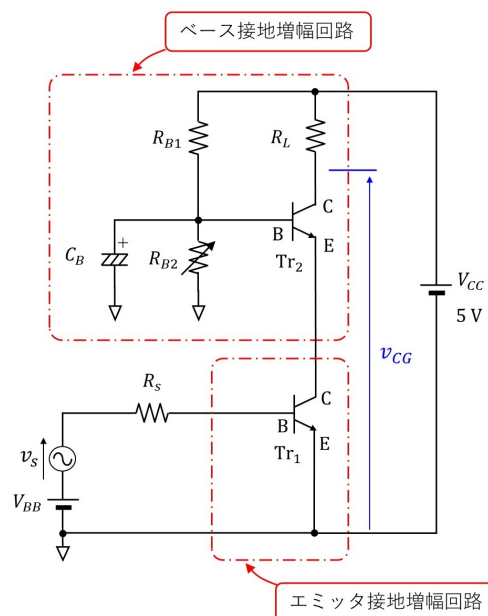 ベース接地増幅回路
R_{B1}
R_L
C
B
E
Tr_2
+
C_B
R_{B2}
V_{CC}
5 V
v_{CG}
R_s
C
B
E
Tr_1
v_s
V_{BB}
エミッタ接地増幅回路